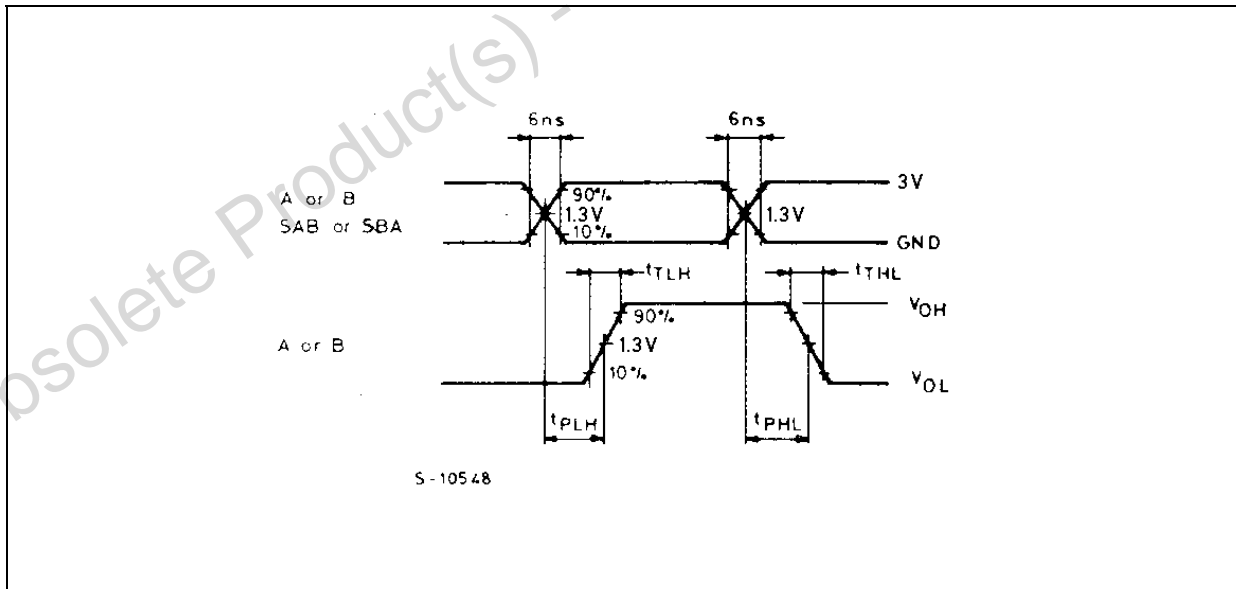 bsolete Product(s) -
6ns 6ns
A or B
SAB or SBA
90%
1.3V
10%
1.3V
3V
GND
tTLH tTHL
A or B
90%
1.3V
10%
VOH
VOL
tPLH tPHL
S-10548